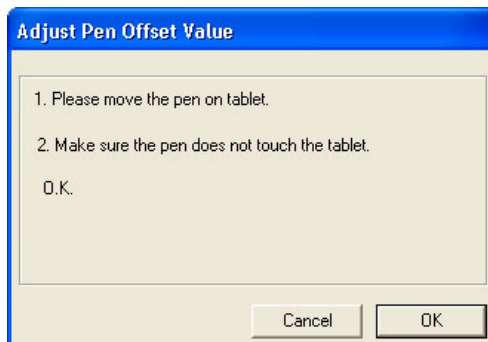 Adjust Pen Offset Value
1. Please move the pen on tablet.
2. Make sure the pen does not touch the tablet.
O.K.
Cancel
OK